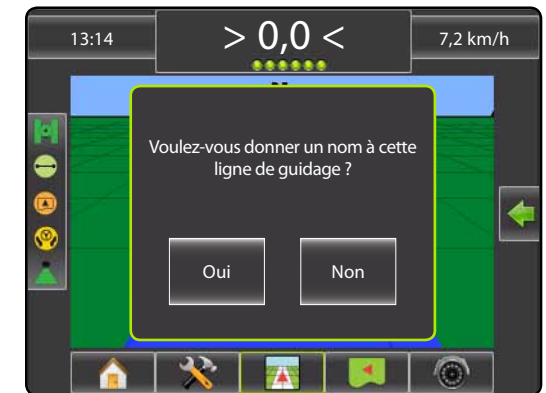 13:14
> 0,0 <
7,2 km/h
Voulez-vous donner un nom à cette
ligne de guidage ?
Oui
Non